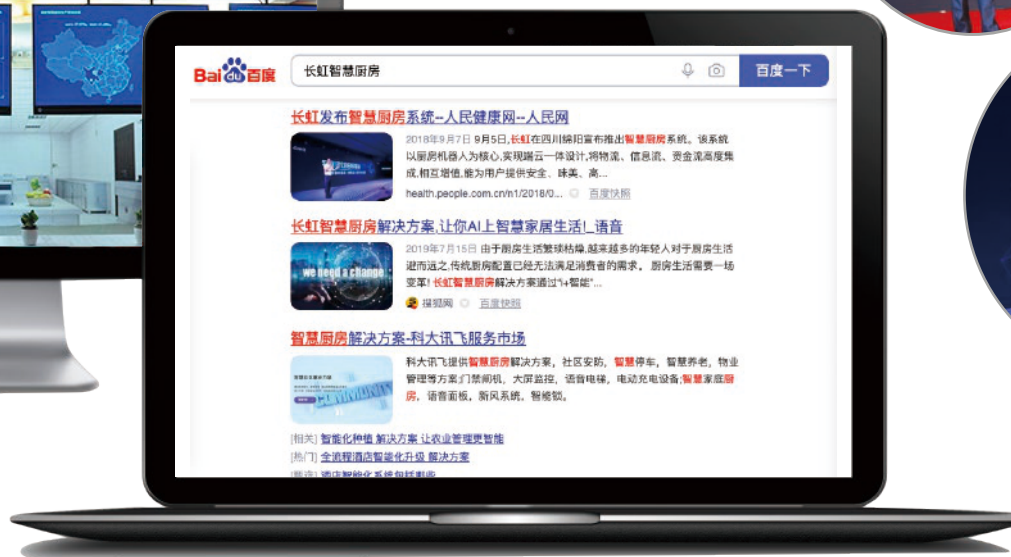 Bai du 百度
长虹智慧厨房
百度一下
长虹发布智慧厨房系统--人民健康网--人民网
2018年9月7日 9月5日,长虹在四川绵阳宣布推出智慧厨房系统。该系统
以厨房机器人为核心,实现端云一体设计,将物流、信息流、资金流高度集
成,相互增值,能为用户提供安全、味美、高...
health.people.com.cn/n1/2018/0...
百度快照
长虹智慧厨房解决方案,让你AI上智慧家居生活!_语音
2019年7月15日 由于厨房生活繁琐枯燥,越来越多的年轻人对于厨房生活
避而远之,传统厨房配置已经无法满足消费者的需求。 厨房生活需要一场
变革! 长虹智慧厨房解决方案通过"i+智能"...
we need a change
搜狐网
百度快照
智慧厨房解决方案-科大讯飞服务市场
科大讯飞提供智慧厨房解决方案，社区安防，智慧停车，智慧养老，物业
管理等方案;门禁闸机，大屏监控，语音电梯，电动充电设备;智慧家庭厨
房，语音面板，新风系统，智能锁。
COMMUNITY
[相关] 智能化种植 解决方案 让农业管理更智能
[热门] 全流程酒店智能化升级 解决方案